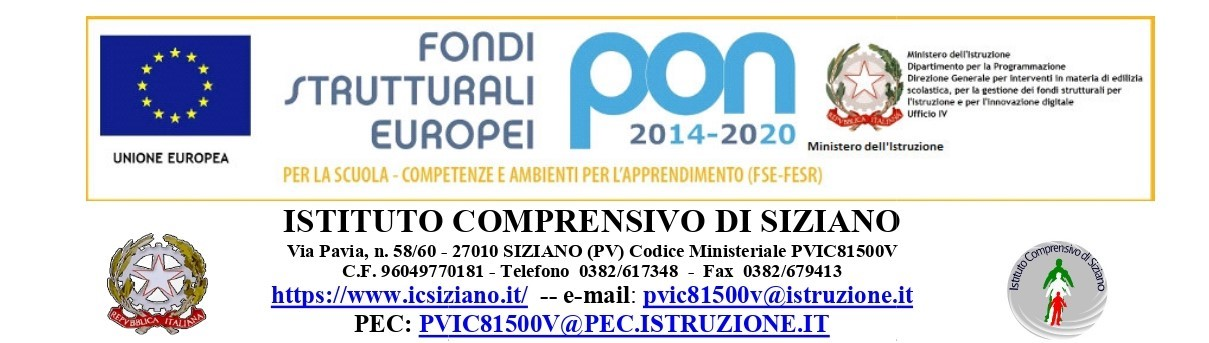 FONDI
STRUTTURALI
EUROPEI
pon
2014-2020
UNIONE EUROPEA
Ministero dell'Istruzione
Dipartimento per la Programmazione
Direzione Generale per interventi in materia di edilizia
scolastica, per la gestione dei fondi strutturali per
l'Istruzione e per l'Innovazione digitale
Ufficio IV
REPVBBLICA ITALIANA
Ministero dell'Istruzione
PER LA SCUOLA - COMPETENZE E AMBIENTI PER L'APPRENDIMENTO (FSE-FESR)
ISTITUTO COMPRENSIVO DI SIZIANO
Via Pavia, n. 58/60 - 27010 SIZIANO (PV) Codice Ministeriale PVIC81500V
C.F. 96049770181 - Telefono 0382/617348 - Fax 0382/679413
https://www.icsiziano.it/ -- e-mail: pvic81500v@istruzione.it
PEC: PVIC81500V@PEC.ISTRUZIONE.IT
REPVBBLICA ITALIANA
Istituto Comprensivo di Siziano